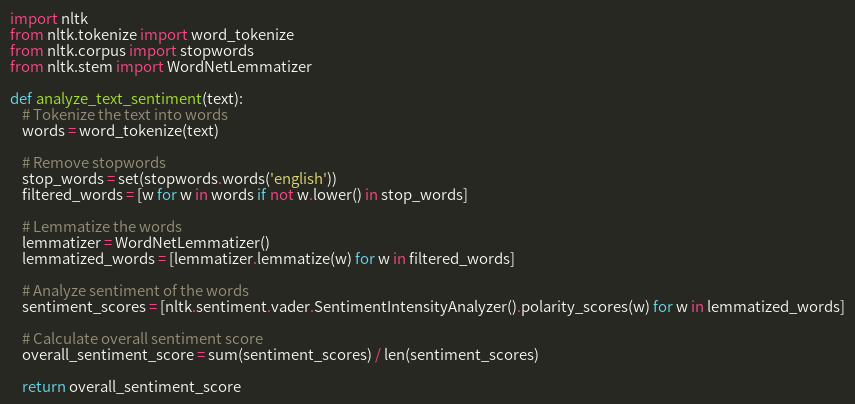 import nltk
from nltk.tokenize import word_tokenize
from nltk.corpus import stopwords
from nltk.stem import WordNetLemmatizer

def analyze_text_sentiment(text):
    # Tokenize the text into words
    words = word_tokenize(text)

    # Remove stopwords
    stop_words = set(stopwords.words('english'))
    filtered_words = [w for w in words if not w.lower() in stop_words]

    # Lemmatize the words
    lemmatizer = WordNetLemmatizer()
    lemmatized_words = [lemmatizer.lemmatize(w) for w in filtered_words]

    # Analyze sentiment of the words
    sentiment_scores = [nltk.sentiment.vader.SentimentIntensityAnalyzer().polarity_scores(w) for w in lemmatized_words]

    # Calculate overall sentiment score
    overall_sentiment_score = sum(sentiment_scores) / len(sentiment_scores)

    return overall_sentiment_score